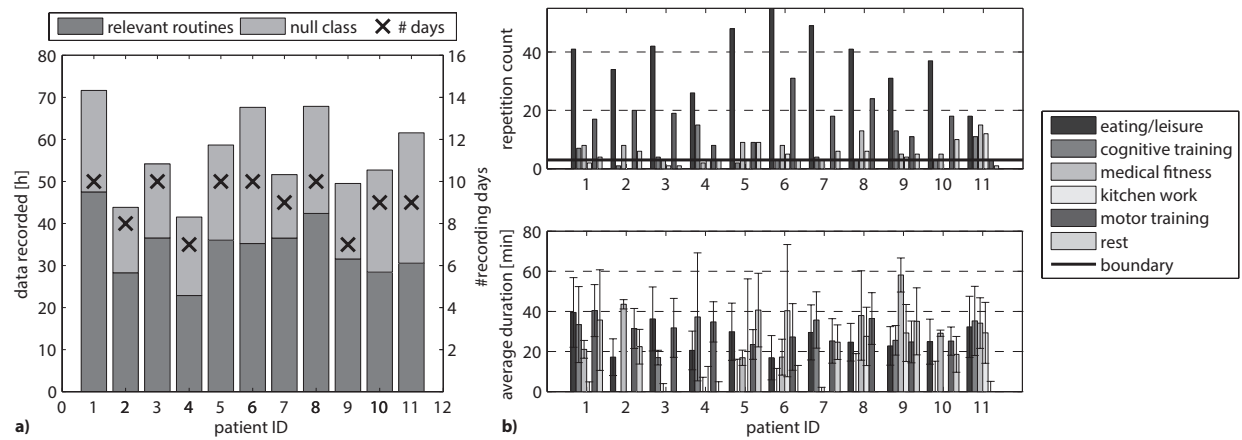 relevant routines null class # days
data recorded [h]
80
70
60
50
40
30
20
10
0
0 1 2 3 4 5 6 7 8 9 10 11 12
patient ID
a)
16
14
12
10
8
6
4
2
#recording days
repetition count
40
20
0
1 2 3 4 5 6 7 8 9 10 11
average duration [min]
80
60
40
20
0
1 2 3 4 5 6 7 8 9 10 11
patient ID
b)
eating/leisure
cognitive training
medical fitness
kitchen work
motor training
rest
boundary